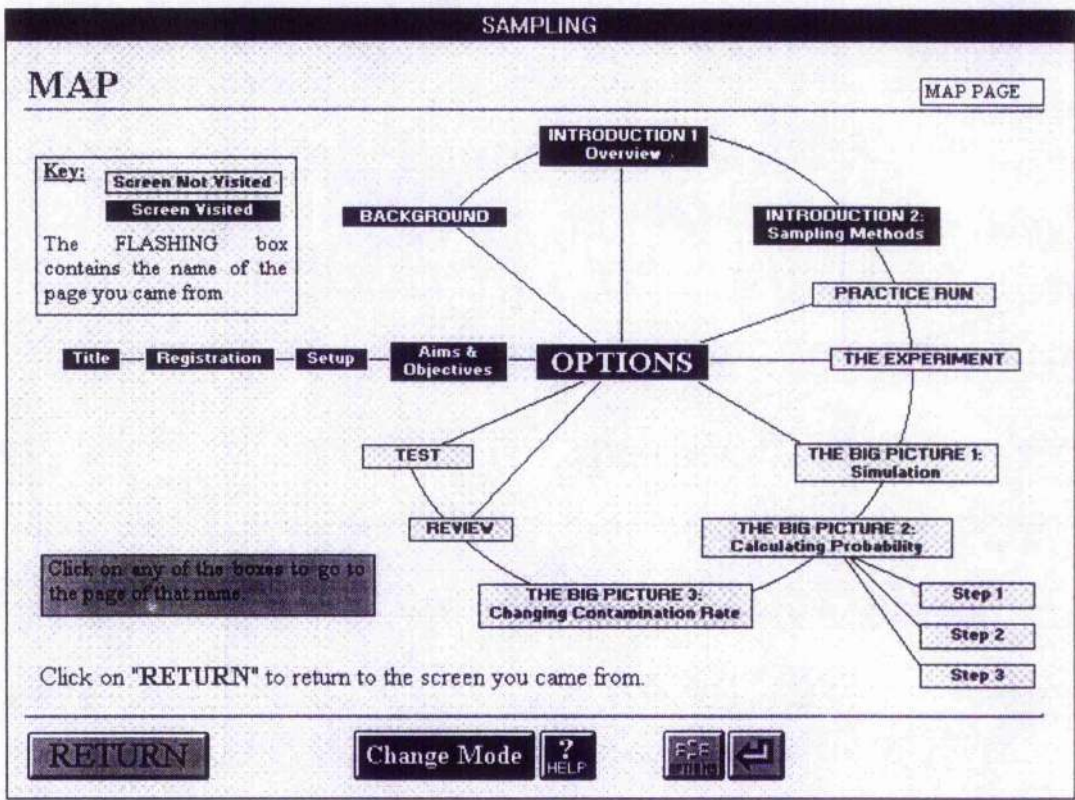 SAMPLING
MAP
MAP PAGE
Key:
Screen Not Visited
Screen Visited
The FLASHING box
contains the name of the
page you came from
INTRODUCTION 1
Overview
BACKGROUND
INTRODUCTION 2:
Sampling Methods
PRACTICE RUN
Title
Registration
Setup
Aims &
Objectives
OPTIONS
THE EXPERIMENT
TEST
THE BIG PICTURE 1:
Simulation
REVIEW
THE BIG PICTURE 2:
Calculating Probability
Click on any of the boxes to go to
the page of that name.
THE BIG PICTURE 3:
Changing Contamination Rate
Step 1
Step 2
Step 3
Click on "RETURN" to return to the screen you came from.
RETURN
Change Mode
?
HELP
OPTIONS